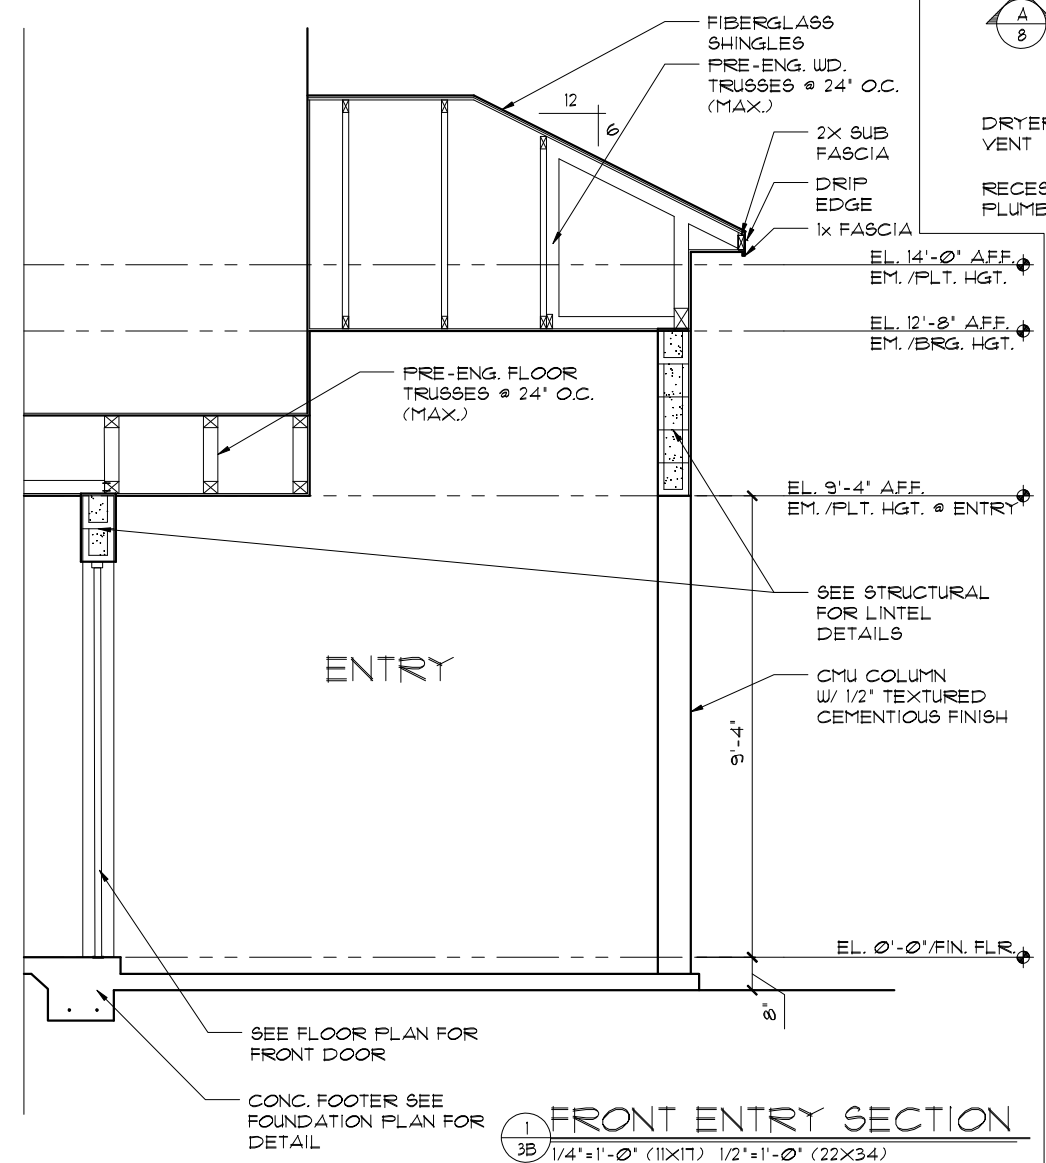 FIBERGLASS
SHINGLES
PRE-ENG. WD.
TRUSSES @ 24" O.C.
(MAX.)
12
6
2X SUB
FASCIA
DRIP
EDGE
1x FASCIA
A
8
DRYER
VENT
RECES
PLUMB
EL. 14'-0" A.F.F.
EM. /PLT. HGT.
EL. 12'-8" A.F.F.
EM. /BRG. HGT.
PRE-ENG. FLOOR
TRUSSES @ 24" O.C.
(MAX.)
EL. 9'-4" A.F.F.
EM. /PLT. HGT. @ ENTRY
SEE STRUCTURAL
FOR LINTEL
DETAILS
ENTRY
CMU COLUMN
W/ 1/2" TEXTURED
CEMENTIOUS FINISH
9'-4"
EL. 0'-0"/FIN. FLR.
8"
SEE FLOOR PLAN FOR
FRONT DOOR
CONC. FOOTER SEE
FOUNDATION PLAN FOR
DETAIL
1
3B
FRONT ENTRY SECTION
1/4"=1'-0" (11X17) 1/2"=1'-0" (22X34)